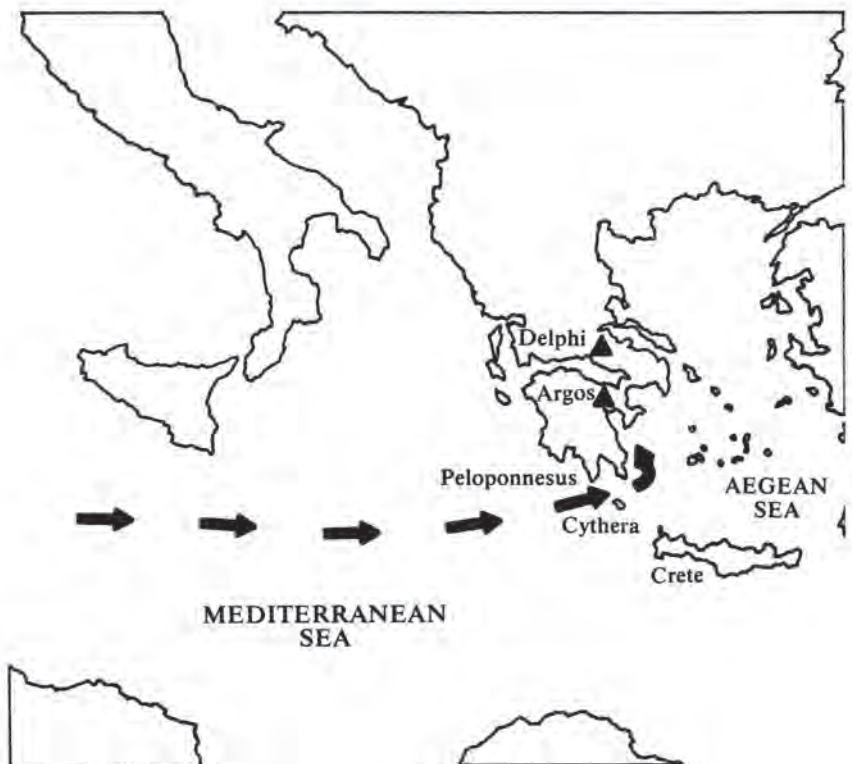 Delphi
Argos
Peloponnesus
AEGEAN
SEA
Cythera
Crete
MEDITERRANEAN
SEA